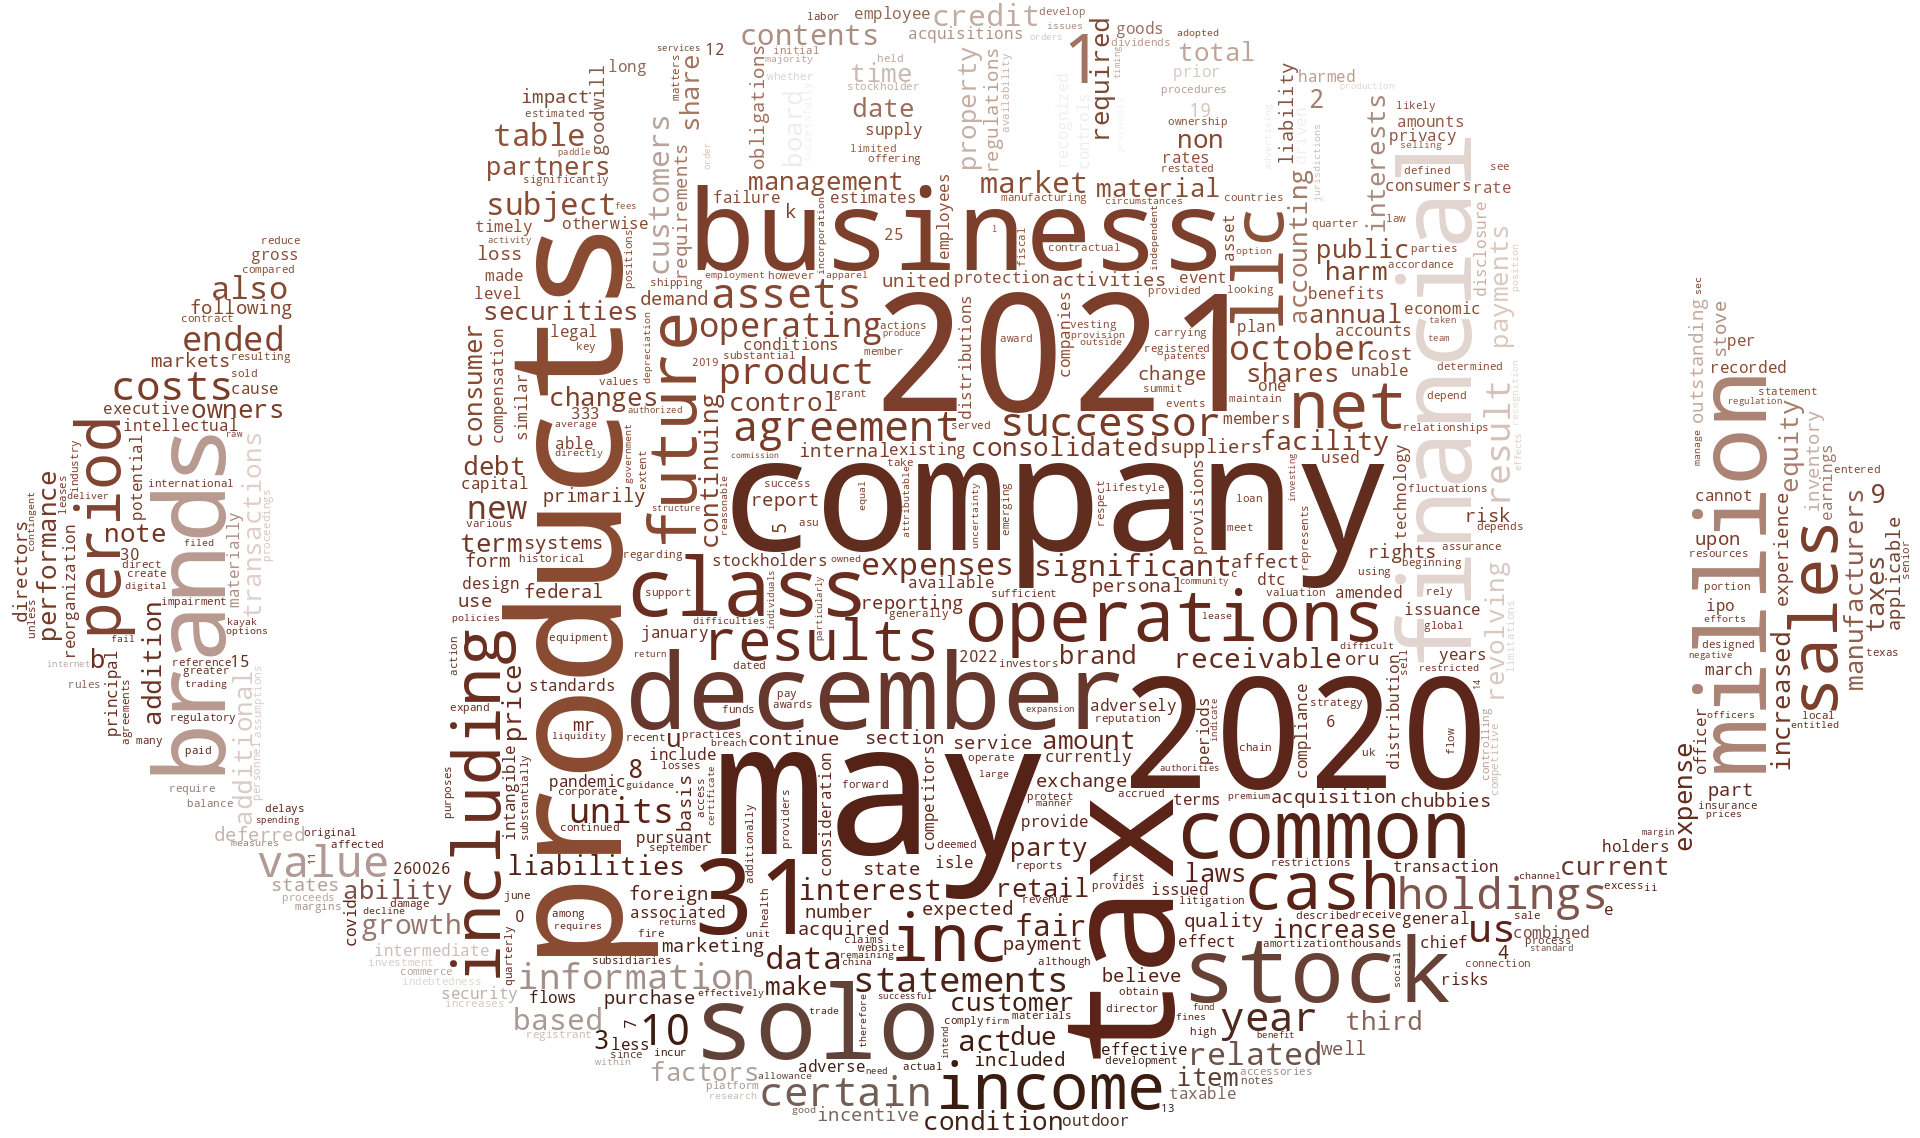 labor
employee
credit
develop
contents
acquisitions
issues
orders
1
required
goods
dividends
adopted
total
services
12
initial
majority
held
matters
share
long
goodwill
obligations
whether
time
stockholder
property
regulations
availability
recognized
controls
timing
prior
procedures
liability
harmed
production
2
impact
estimated
table
paddle
partners
significantly
board
successfully
date
supply
limited
offering
19
ownership
non
rates
restated
advertising
driven
jurisdictions
interests
likely
amounts
privacy
selling
defined
see
consumers
rate
customers
requirements
order
management
failure
k
estimates
market
manufacturing
material
circumstances
countries
accounting
quarter
law
subject
fees
otherwise
timely
activity
loss
made
level
securities
legal
key
business
incorporation
25
employees
1
fiscal
contractual
independent
llc
asset
option
public
parties
harm
accordance
disclosure
payments
position
reduce
gross
compared
also
following
contract
ended
markets
resulting
sold
costs
cause
executive
owners
intellectual
positions
shipping
employment
however
apparel
united
protection
activities
event
provided
looking
benefits
annual
economic
demand
assets
operating
conditions
actions
produce
2021
award
distributions
companies
vesting
provision
outside
carrying
registered
patents
plan
accounts
taken
team
october
cost
unable
determined
sec
outstanding
stove
per
recorded
statement
regulation
consumer
compensation
similar
products
values
depreciation
future
2019
substantial
member
product
grant
change
summit
events
shares
one
maintain
depend
changes
333
authorized
average
able
directly
control
agreement
served
successor
members
net
relationships
financial
result
recognition
effects
period
raw
brands
industry
leases
deliver
contingent
directors
performance
potential
international
transactions
proceedings
debt
capital
government
extent
continuing
commission
internal
existing
consolidated
suppliers
facility
used
technology
fluctuations
million
manage
equity
inventory
earnings
entered
9
new
primarily
various
structure
reasonable
success
report
5
asu
take
equal
attributable
company
uncertainty
emerging
respect
lifestyle
provisions
loan
meet
investing
represents
risk
depends
cannot
upon
resources
experience
sales
manufacturers
taxes
applicable
senior
unless
reorganization
note
filed
30
direct
create
digital
impairment
materially
addition
term
systems
form
historical
regarding
stockholders
owned
expenses
significant
affect
rights
assurance
using
beginning
design
federal
class
available
personal
community
c
dtc
valuation
amended
rely
use
support
policies
individuals
reporting
generally
sufficient
operations
lease
issuance
global
revolving
limitations
portion
ipo
efforts
designed
negative
march
texas
fail
kayak
options
b
internet
rules
principal
agreements
reference
15
greater
trading
regulatory
many
paid
additional
assumptions
personnel
including
equipment
january
difficulties
results
particularly
return
dated
2022
investors
brand
receivable
oru
difficult
years
sell
restricted
14
action
price
standards
expand
december
funds
pay
awards
expansion
adversely
reputation
indicate
2020
strategy
6
chain
uk
flow
distribution
controlling
competitive
officer
officers
increased
local
entitled
mr
liquidity
recent
u
practices
breach
continue
section
service
operate
amount
currently
periods
authorities
compliance
purposes
intangible
substantially
pandemic
corporate
include
8
losses
guidance
basis
access
certificate
may
forward
large
consideration
competitors
providers
exchange
protect
manner
accrued
terms
premium
acquisition
chubbies
expense
part
insurance
prices
require
balance
delays
spending
deferred
measures
original
affected
value
11
260026
units
continued
pursuant
september
additionally
state
deemed
isle
provide
party
reports
tax
common
restrictions
transaction
holders
margin
current
states
proceeds
margins
ability
damage
decline
covid
growth
june
0
quarterly
liabilities
foreign
associated
among
requires
returns
fire
31
health
unit
interest
number
acquired
expected
retail
revenue
first
provides
issued
laws
litigation
cash
holdings
channel
excess
ii
e
sale
combined
process
standard
intermediate
investment
commerce
indebtedness
security
increases
marketing
subsidiaries
data
claims
website
remaining
china
inc
fair
payment
although
quality
effect
described
receive
increase
general
amortization
thousands
chief
us
4
connection
information
flows
purchase
effectively
make
statements
believe
obtain
director
stock
social
risks
based
registrant
3
7
10
less
since
incur
within
trade
solo
therefore
successful
customer
comply
firm
materials
intend
act
due
fines
fund
high
year
benefit
third
factors
platform
research
adverse
need
allowance
actual
included
effective
development
related
well
certain
good
incentive
income
13
item
notes
accessories
taxable
condition
outdoor